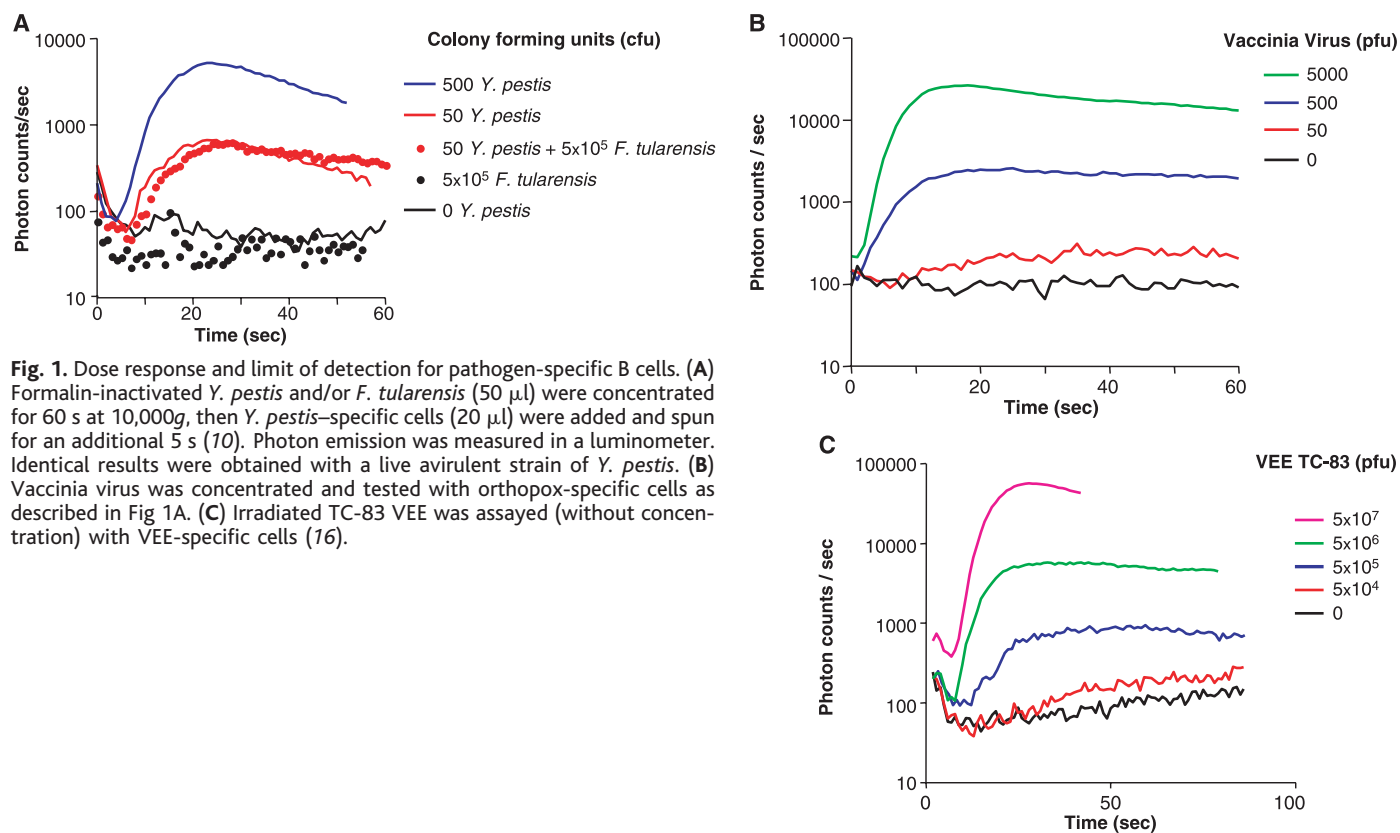 A
10000
1000
100
10
Photon counts/sec
0
20
40
60
Time (sec)
Colony forming units (cfu)
500 Y. pestis
50 Y. pestis
50 Y. pestis + 5x10⁵ F. tularensis
5x10⁵ F. tularensis
0 Y. pestis
Fig. 1. Dose response and limit of detection for pathogen-specific B cells. (A)
Formalin-inactivated Y. pestis and/or F. tularensis (50 μl) were concentrated
for 60 s at 10,000g, then Y. pestis–specific cells (20 μl) were added and spun
for an additional 5 s (10). Photon emission was measured in a luminometer.
Identical results were obtained with a live avirulent strain of Y. pestis. (B)
Vaccinia virus was concentrated and tested with orthopox-specific cells as
described in Fig 1A. (C) Irradiated TC-83 VEE was assayed (without concen-
tration) with VEE-specific cells (16).
B
100000
10000
1000
100
10
Photon counts / sec
0
20
40
60
Time (sec)
Vaccinia Virus (pfu)
5000
500
50
0
C
100000
10000
1000
100
10
Photon counts / sec
0
50
100
Time (sec)
VEE TC-83 (pfu)
5x10⁷
5x10⁶
5x10⁵
5x10⁴
0